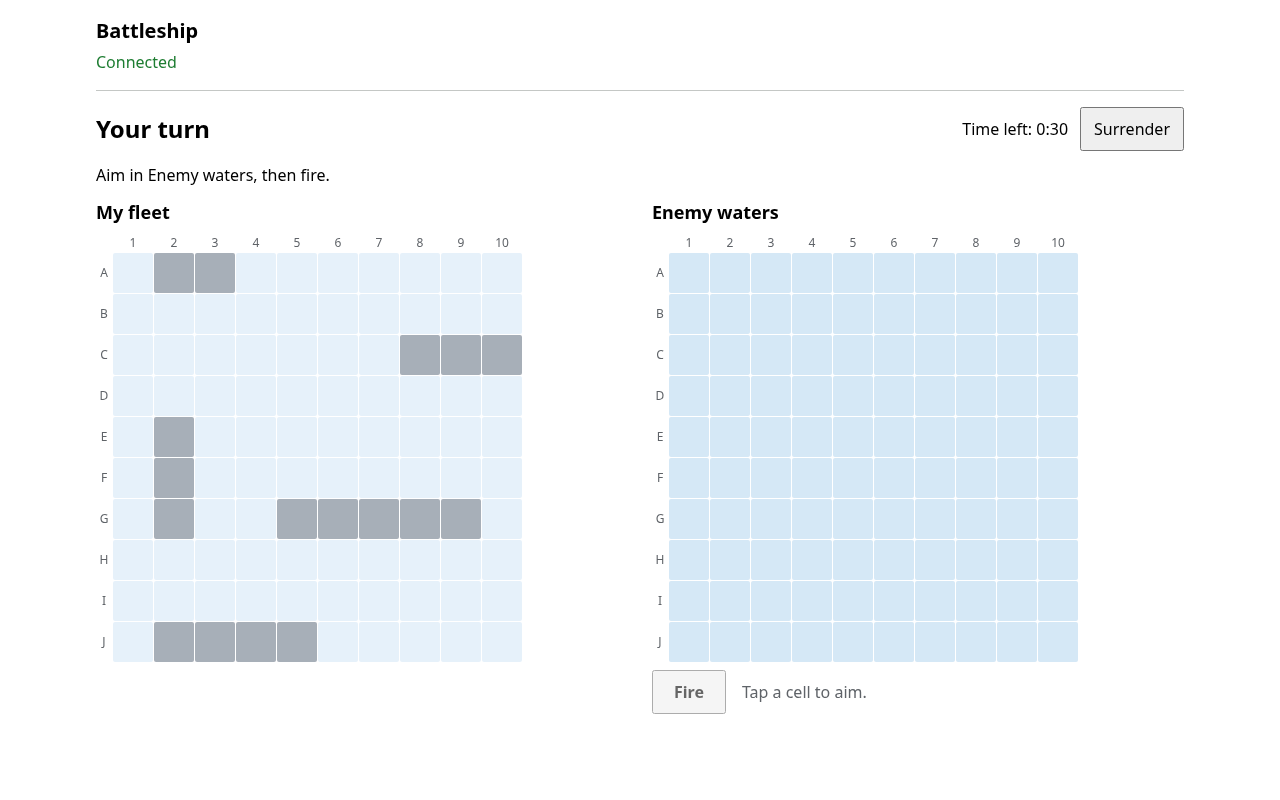 Battleship
Connected
Your turn
Time left: 0:30
Surrender
Aim in Enemy waters, then fire.
My fleet
1 2 3 4 5 6 7 8 9 10
A
B
C
D
E
F
G
H
I
J
Enemy waters
1 2 3 4 5 6 7 8 9 10
A
B
C
D
E
F
G
H
I
J
Fire
Tap a cell to aim.